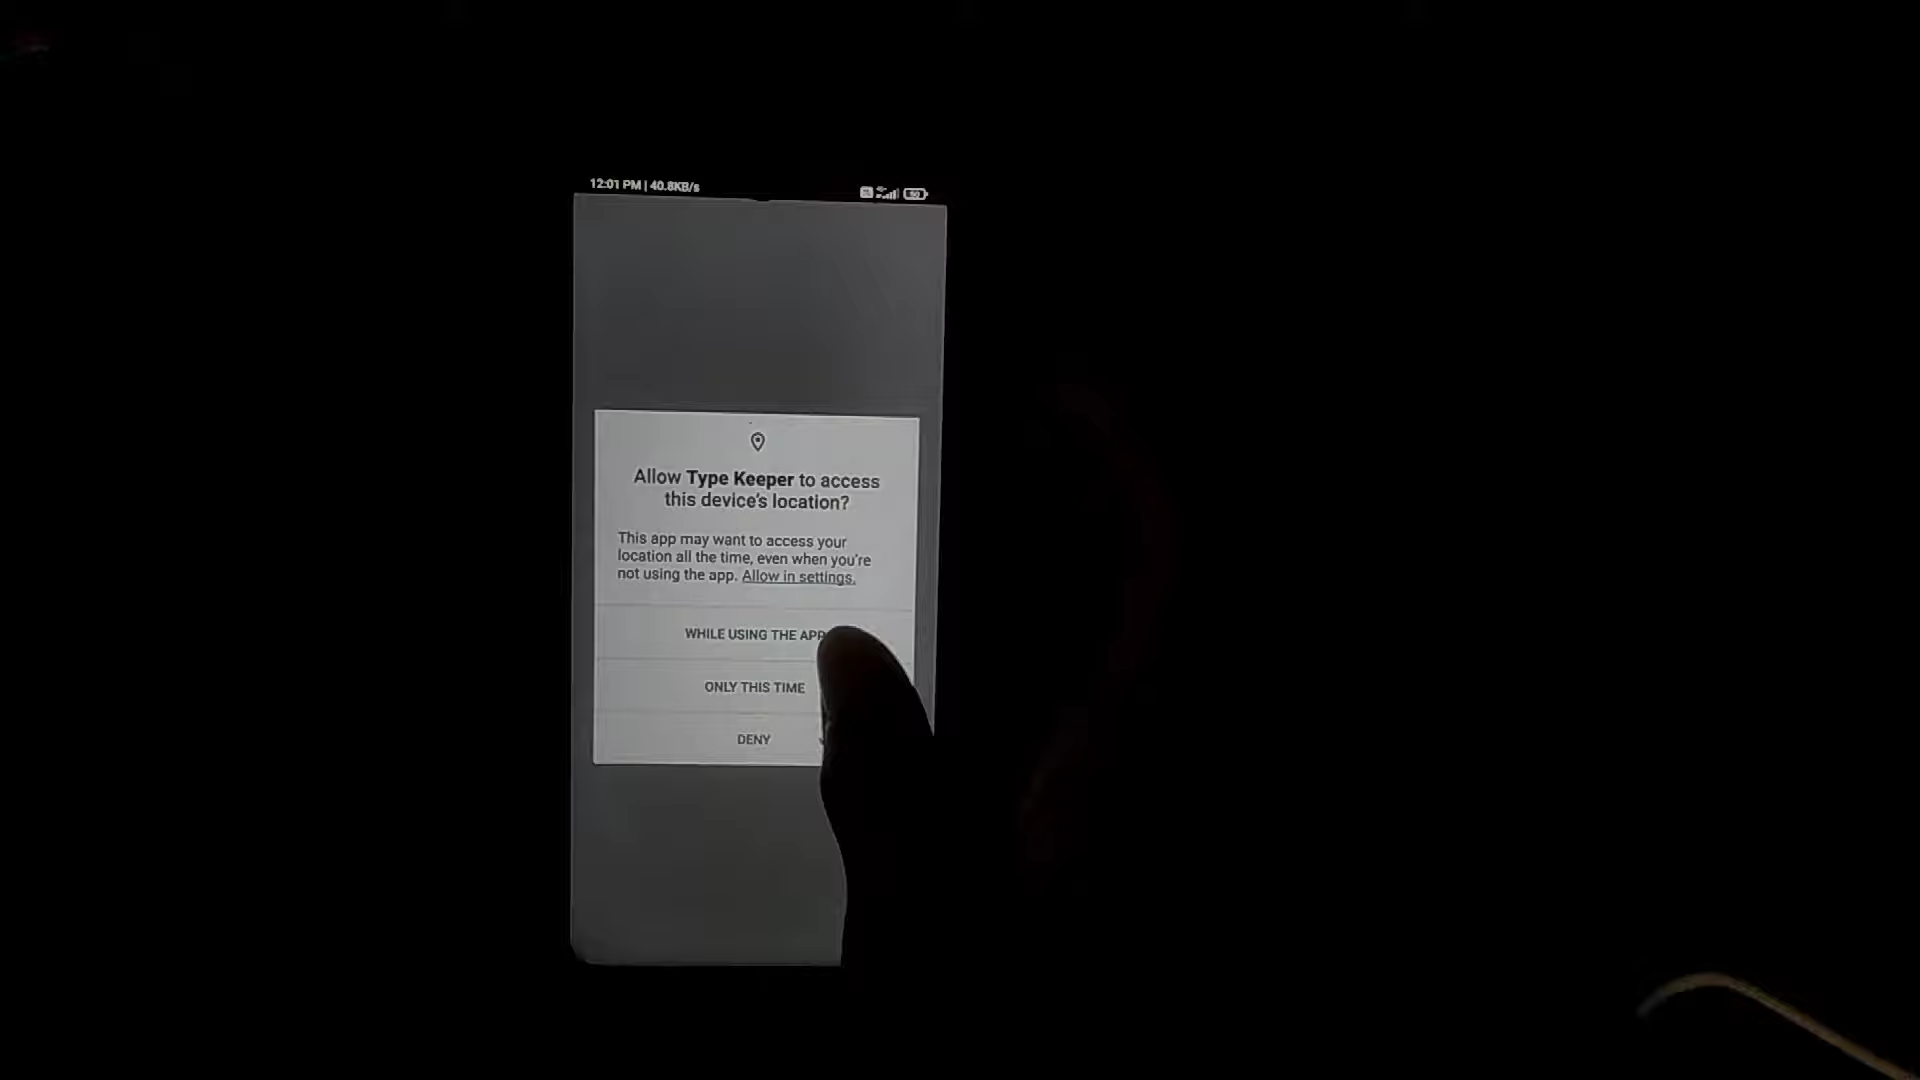 12:01 PM | 40.8KB/s
50
Allow Type Keeper to access
this device's location?
This app may want to access your
location all the time, even when you're
not using the app. Allow in settings.
WHILE USING THE APP
ONLY THIS TIME
DENY